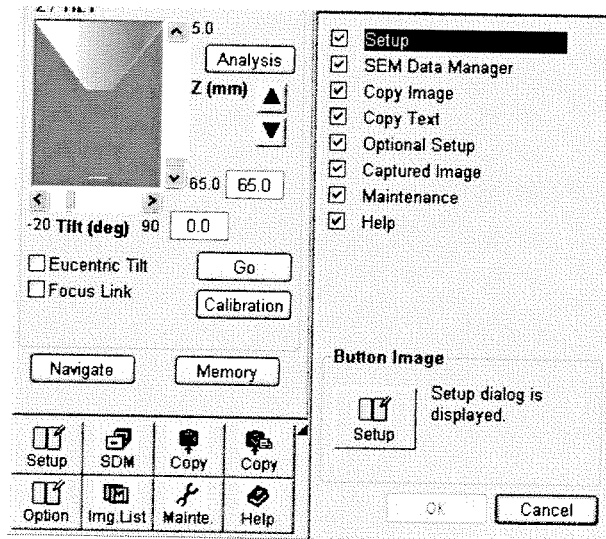 Z / TILT
5.0
Analysis
Z (mm)
65.0 65.0
-20 Tilt (deg) 90 0.0
Eucentric Tilt
Go
Focus Link
Calibration
Navigate
Memory
Setup SDM Copy Copy
Option Img.List Mainte. Help
Setup
SEM Data Manager
Copy Image
Copy Text
Optional Setup
Captured Image
Maintenance
Help
Button Image
Setup dialog is
displayed.
Setup
OK
Cancel